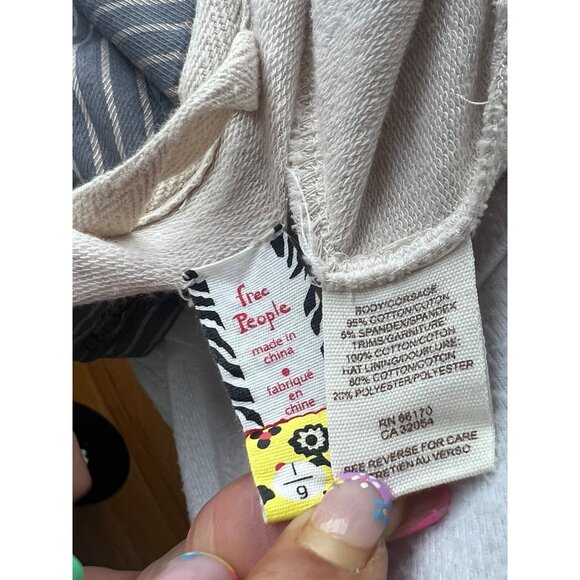 free
People
made in
china
•
fabriqué
en
chine
1
9
BODY/CORSAGE
95% COTTON/COTON
5% SPANDEX/SPANDEX
TRIMS/GARNITURE:
100% COTTON/COTON
HAT LINING/DOUBLURE:
80% COTTON/COTON
20% POLYESTER/POLYESTER
RN 66170
CA 32054
SEE REVERSE FOR CARE
ENTRETIEN AU VERSO